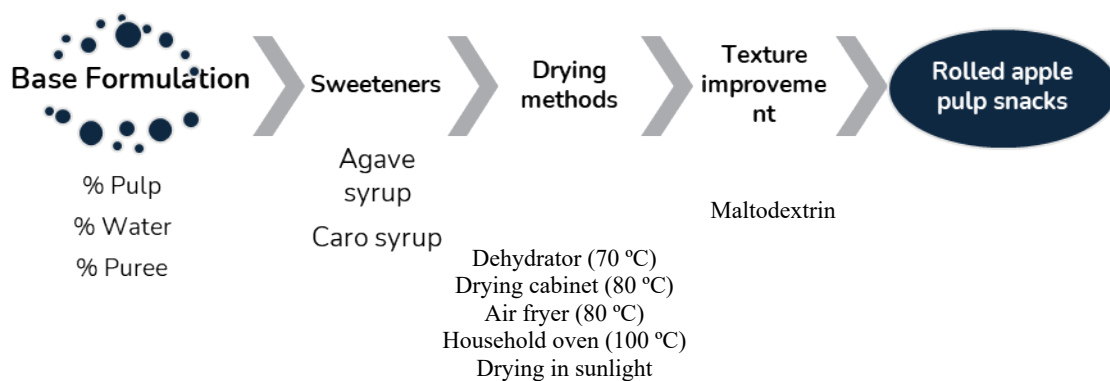 Base Formulation
% Pulp
% Water
% Puree
Sweeteners
Agave
syrup
Caro syrup
Drying
methods
Dehydrator (70 ºC)
Drying cabinet (80 ºC)
Air fryer (80 ºC)
Household oven (100 ºC)
Drying in sunlight
Texture
improveme
nt
Maltodextrin
Rolled apple
pulp snacks